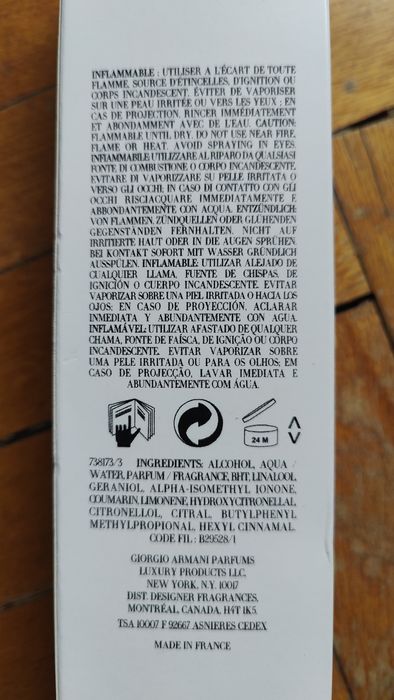 INFLAMMABLE : UTILISER A L'ÉCART DE TOUTE
FLAMME, SOURCE D'ÉTINCELLES, D'IGNITION OU
CORPS INCANDESCENT. ÉVITER DE VAPORISER
SUR UNE PEAU IRRITÉE OU VERS LES YEUX ; EN
CAS DE PROJECTION, RINCER IMMÉDIATEMENT
ET ABONDAMMENT AVEC DE L'EAU. CAUTION:
FLAMMABLE UNTIL DRY. DO NOT USE NEAR FIRE,
FLAME OR HEAT. AVOID SPRAYING IN EYES.
INFIAMMABILE: UTILIZZARE AL RIPARO DA QUALSIASI
FONTE DI COMBUSTIONE O CORPO INCANDESCENTE.
EVITARE DI VAPORIZZARE SU PELLE IRRITATA O
VERSO GLI OCCHI; IN CASO DI CONTATTO CON GLI
OCCHI RISCIACQUARE IMMEDIATAMENTE E
ABBONDANTEMENTE CON ACQUA. ENTZÜNDLICH:
VON FLAMMEN, ZÜNDQUELLEN ODER GLÜHENDEN
GEGENSTÄNDEN FERNHALTEN. NICHT AUF
IRRITIERTE HAUT ODER IN DIE AUGEN SPRÜHEN.
BEI KONTAKT SOFORT MIT WASSER GRÜNDLICH
AUSSPÜLEN. INFLAMABLE: UTILIZAR ALEJADO DE
CUALQUIER LLAMA, FUENTE DE CHISPAS, DE
IGNICIÓN O CUERPO INCANDESCENTE. EVITAR
VAPORIZAR SOBRE UNA PIEL IRRITADA O HACIA LOS
OJOS: EN CASO DE PROYECCIÓN, ACLARAR
INMEDIATA Y ABUNDANTEMENTE CON AGUA.
INFLAMÁVEL: UTILIZAR AFASTADO DE QUALQUER
CHAMA, FONTE DE FAÍSCA, DE IGNIÇÃO OU CORPO
INCANDESCENTE. EVITAR VAPORIZAR SOBRE
UMA PELE IRRITADA OU PARA OS OLHOS; EM
CASO DE PROJECÇÃO, LAVAR IMEDIATA E
ABUNDANTEMENTE COM ÁGUA.
24 M
738173/3 INGREDIENTS: ALCOHOL, AQUA /
WATER, PARFUM / FRAGRANCE, BHT, LINALOOL,
GERANIOL, ALPHA-ISOMETHYL IONONE,
COUMARIN, LIMONENE, HYDROXYCITRONELLAL,
CITRONELLOL, CITRAL, BUTYLPHENYL
METHYLPROPIONAL, HEXYL CINNAMAL.
CODE FIL : B29528/1
GIORGIO ARMANI PARFUMS
LUXURY PRODUCTS LLC,
NEW YORK, N.Y. 10017
DIST. DESIGNER FRAGRANCES,
MONTRÉAL, CANADA, H4T 1K5.
TSA 10007 F 92667 ASNIERES CEDEX
MADE IN FRANCE